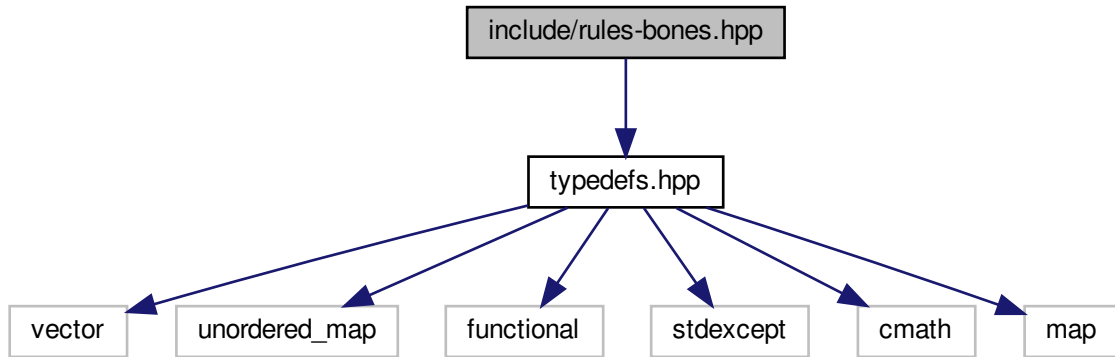 include/rules-bones.hpp
typedefs.hpp
vector
unordered_map
functional
stdexcept
cmath
map